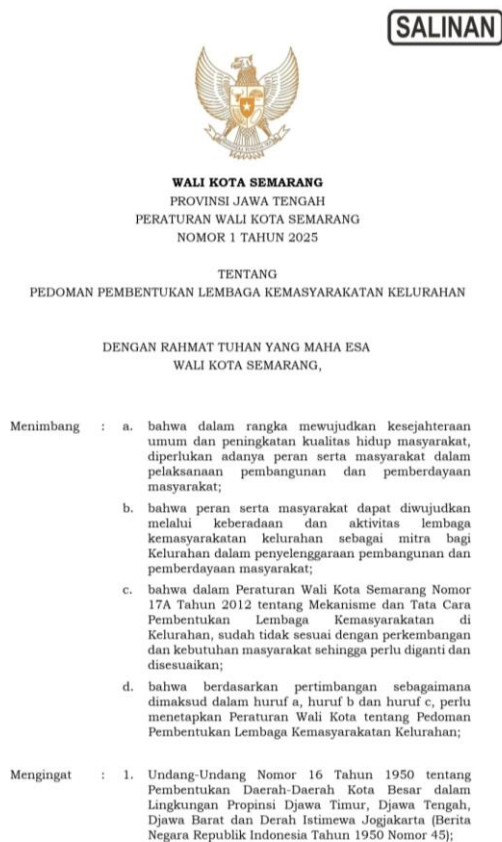 SALINAN
WALI KOTA SEMARANG
PROVINSI JAWA TENGAH
PERATURAN WALI KOTA SEMARANG
NOMOR 1 TAHUN 2025
TENTANG
PEDOMAN PEMBENTUKAN LEMBAGA KEMASYARAKATAN KELURAHAN
DENGAN RAHMAT TUHAN YANG MAHA ESA
WALI KOTA SEMARANG,
Menimbang : a. bahwa dalam rangka mewujudkan kesejahteraan
umum dan peningkatan kualitas hidup masyarakat,
diperlukan adanya peran serta masyarakat dalam
pelaksanaan pembangunan dan pemberdayaan
masyarakat;
b. bahwa peran serta masyarakat dapat diwujudkan
melalui keberadaan dan aktivitas lembaga
kemasyarakatan kelurahan sebagai mitra bagi
Kelurahan dalam penyelenggaraan pembangunan dan
pemberdayaan masyarakat;
c. bahwa dalam Peraturan Wali Kota Semarang Nomor
17A Tahun 2012 tentang Mekanisme dan Tata Cara
Pembentukan Lembaga Kemasyarakatan di
Kelurahan, sudah tidak sesuai dengan perkembangan
dan kebutuhan masyarakat sehingga perlu diganti dan
disesuaikan;
d. bahwa berdasarkan pertimbangan sebagaimana
dimaksud dalam huruf a, huruf b dan huruf c, perlu
menetapkan Peraturan Wali Kota tentang Pedoman
Pembentukan Lembaga Kemasyarakatan Kelurahan;
Mengingat : 1. Undang-Undang Nomor 16 Tahun 1950 tentang
Pembentukan Daerah-Daerah Kota Besar dalam
Lingkungan Propinsi Djawa Timur, Djawa Tengah,
Djawa Barat dan Derah Istimewa Jogjakarta (Berita
Negara Republik Indonesia Tahun 1950 Nomor 45);